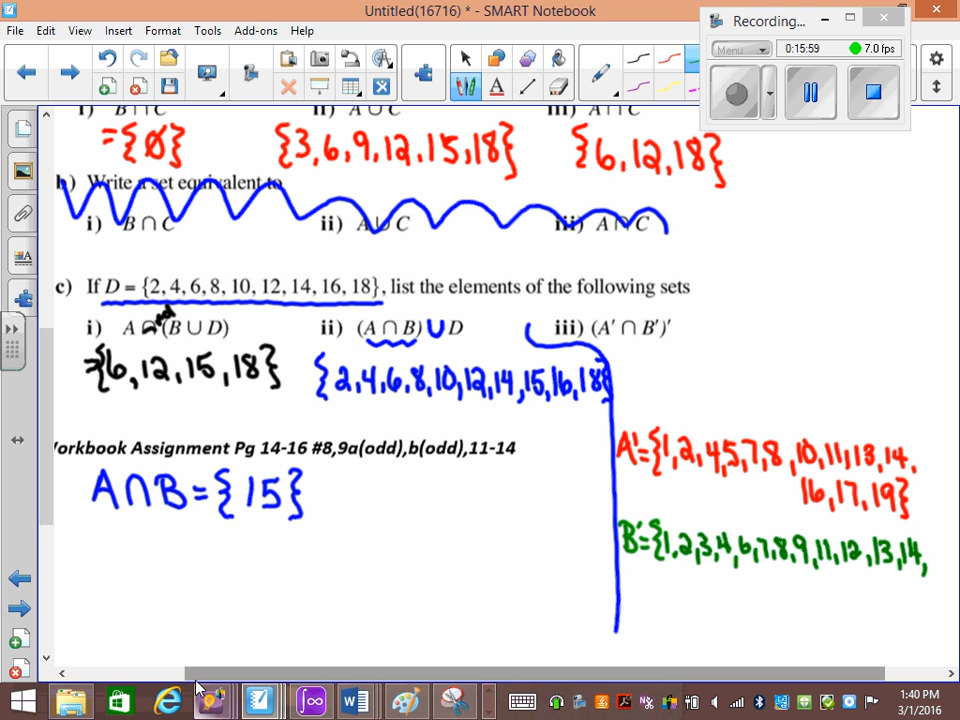 Untitled(16716) * - SMART Notebook
File Edit View Insert Format Tools Add-ons Help
Recording...
Menu 0:15:59 7.0 fps
i) B ∩ C ii) A ∪ C iii) A ∩ C
={Ø} {3,6,9,12,15,18} {6,12,18}
b) Write a set equivalent to
i) B ∩ C ii) A ∪ C iii) A ∩ C
c) If D = {2, 4, 6, 8, 10, 12, 14, 16, 18}, list the elements of the following sets
i) A ∩ (B ∪ D) ii) (A ∩ B) ∪ D iii) (A' ∩ B')'
and
={6,12,15,18} {2,4,6,8,10,12,14,15,16,18}
Workbook Assignment Pg 14-16 #8,9a(odd),b(odd),11-14
A∩B={15}
A'={1,2,4,5,7,8,10,11,13,14,
16,17,19}
B'={1,2,3,4,6,7,8,9,11,12,13,14,
1:40 PM
3/1/2016